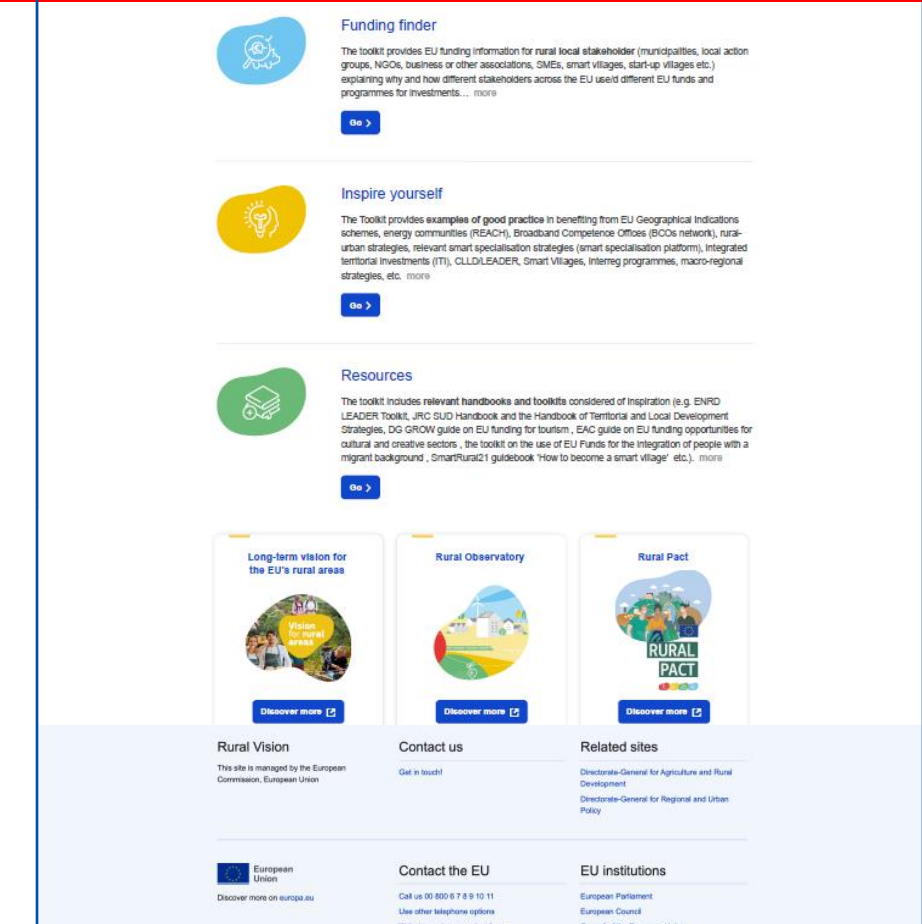 Funding finder
The toolkit provides EU funding information for rural local stakeholder (municipalities, local action
groups, NGOs, business or other associations, SMEs, smart villages, start-up villages etc.)
explaining why and how different stakeholders across the EU use/d different EU funds and
programmes for investments... more
Go >
Inspire yourself
The Toolkit provides examples of good practice in benefiting from EU Geographical Indications
schemes, energy communities (REACH), Broadband Competence Offices (BCOs network), rural-
urban strategies, relevant smart specialisation strategies (smart specialisation platform), Integrated
territorial Investments (ITI), CLLD/LEADER, Smart Villages, Interreg programmes, macro-regional
strategies, etc. more
Go >
Resources
The toolkit includes relevant handbooks and toolkits considered of inspiration (e.g. ENRD
LEADER Toolkit, JRC SUD Handbook and the Handbook of Territorial and Local Development
Strategies, DG GROW guide on EU funding for tourism , EAC guide on EU funding opportunities for
cultural and creative sectors , the toolkit on the use of EU Funds for the integration of people with a
migrant background , SmartRural21 guidebook 'How to become a smart village' etc.). more
Go >
Long-term vision for
the EU's rural areas
Vision
for rural
areas
Discover more
Rural Observatory
Discover more
Rural Pact
RURAL
PACT
Discover more
Rural Vision
This site is managed by the European
Commission, European Union
Contact us
Get in touch!
Related sites
Directorate-General for Agriculture and Rural
Development
Directorate-General for Regional and Urban
Policy
European
Union
Discover more on europa.eu
Contact the EU
Call us 00 800 6 7 8 9 10 11
Use other telephone options
EU institutions
European Parliament
European Council